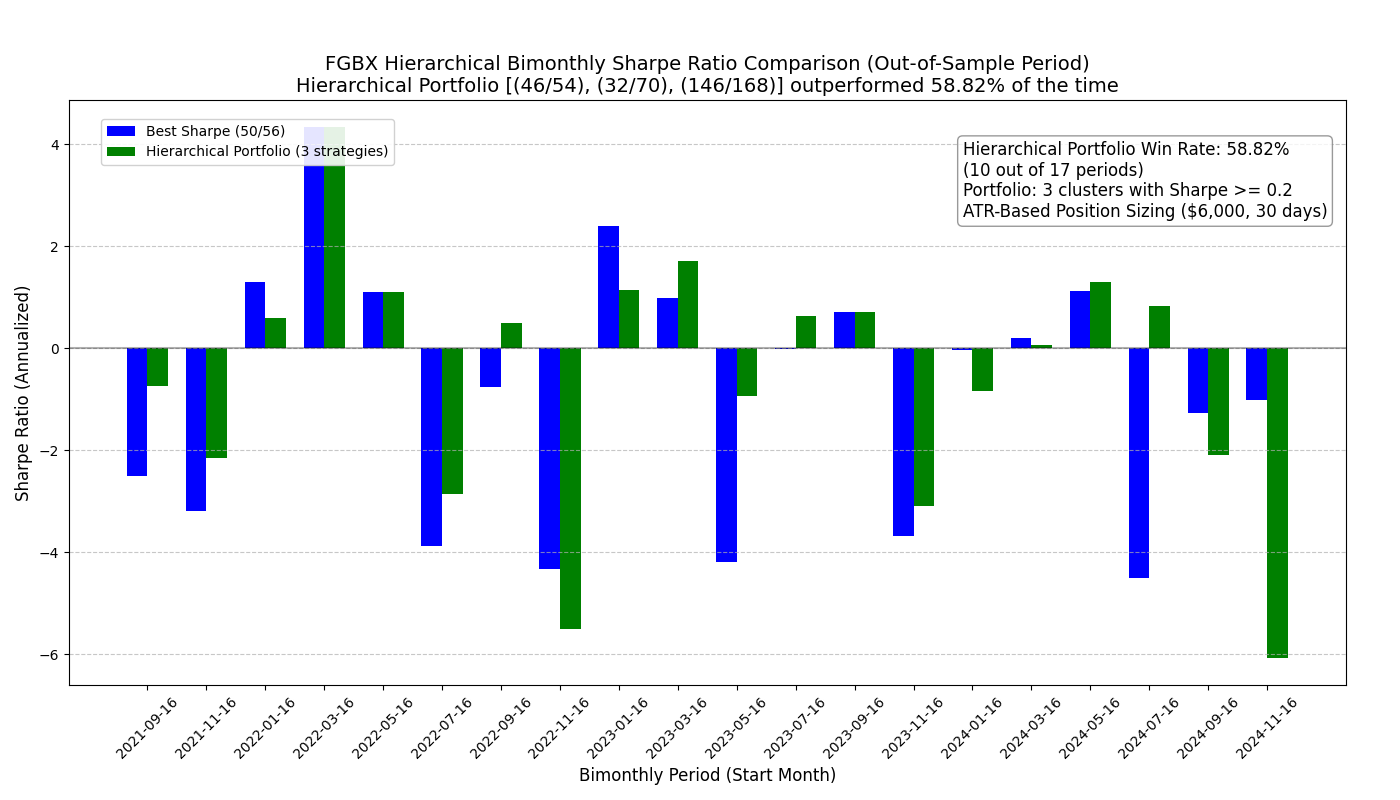 FGBX Hierarchical Bimonthly Sharpe Ratio Comparison (Out-of-Sample Period)
Hierarchical Portfolio [(46/54), (32/70), (146/168)] outperformed 58.82% of the time
Best Sharpe (50/56)
Hierarchical Portfolio (3 strategies)
Hierarchical Portfolio Win Rate: 58.82%
(10 out of 17 periods)
Portfolio: 3 clusters with Sharpe >= 0.2
ATR-Based Position Sizing ($6,000, 30 days)
Sharpe Ratio (Annualized)
4
2
0
−2
−4
−6
2021-09-16
2021-11-16
2022-01-16
2022-03-16
2022-05-16
2022-07-16
2022-09-16
2022-11-16
2023-01-16
2023-03-16
2023-05-16
2023-07-16
2023-09-16
2023-11-16
2024-01-16
2024-03-16
2024-05-16
2024-07-16
2024-09-16
2024-11-16
Bimonthly Period (Start Month)